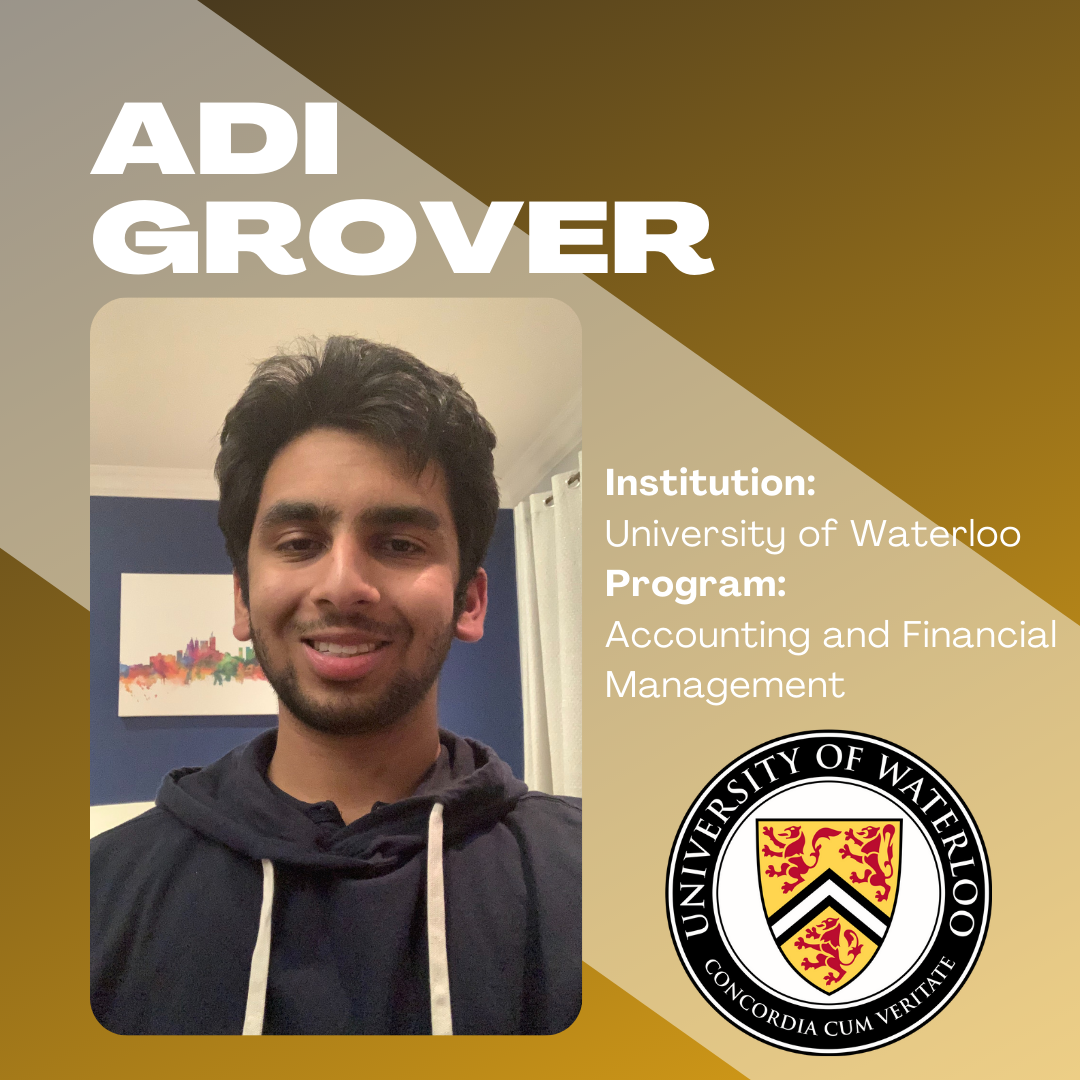 ADI
GROVER
Institution:
University of Waterloo
Program:
Accounting and Financial
Management
UNIVERSITY OF WATERLOO
CONCORDIA CUM VERITATE